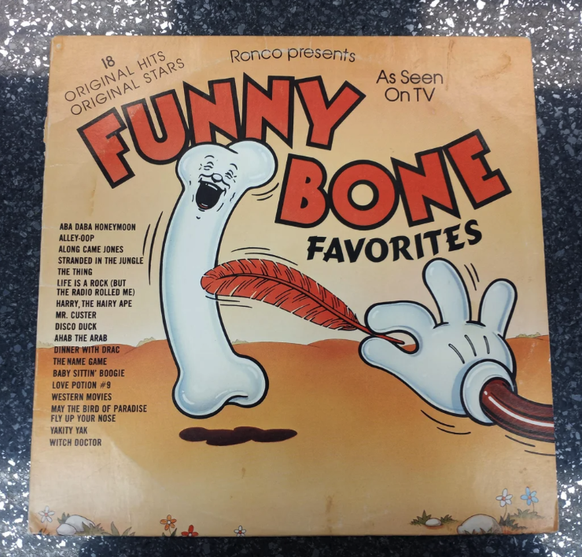 18
ORIGINAL HITS
ORIGINAL STARS
Ronco presents
As Seen
On TV
FUNNY
BONE
FAVORITES
ABA DABA HONEYMOON
ALLEY-OOP
ALONG CAME JONES
STRANDED IN THE JUNGLE
THE THING
LIFE IS A ROCK (BUT
THE RADIO ROLLED ME)
HARRY, THE HAIRY APE
MR. CUSTER
DISCO DUCK
AHAB THE ARAB
DINNER WITH DRAC
THE NAME GAME
BABY SITTIN' BOOGIE
LOVE POTION #9
WESTERN MOVIES
MAY THE BIRD OF PARADISE
FLY UP YOUR NOSE
YAKITY YAK
WITCH DOCTOR